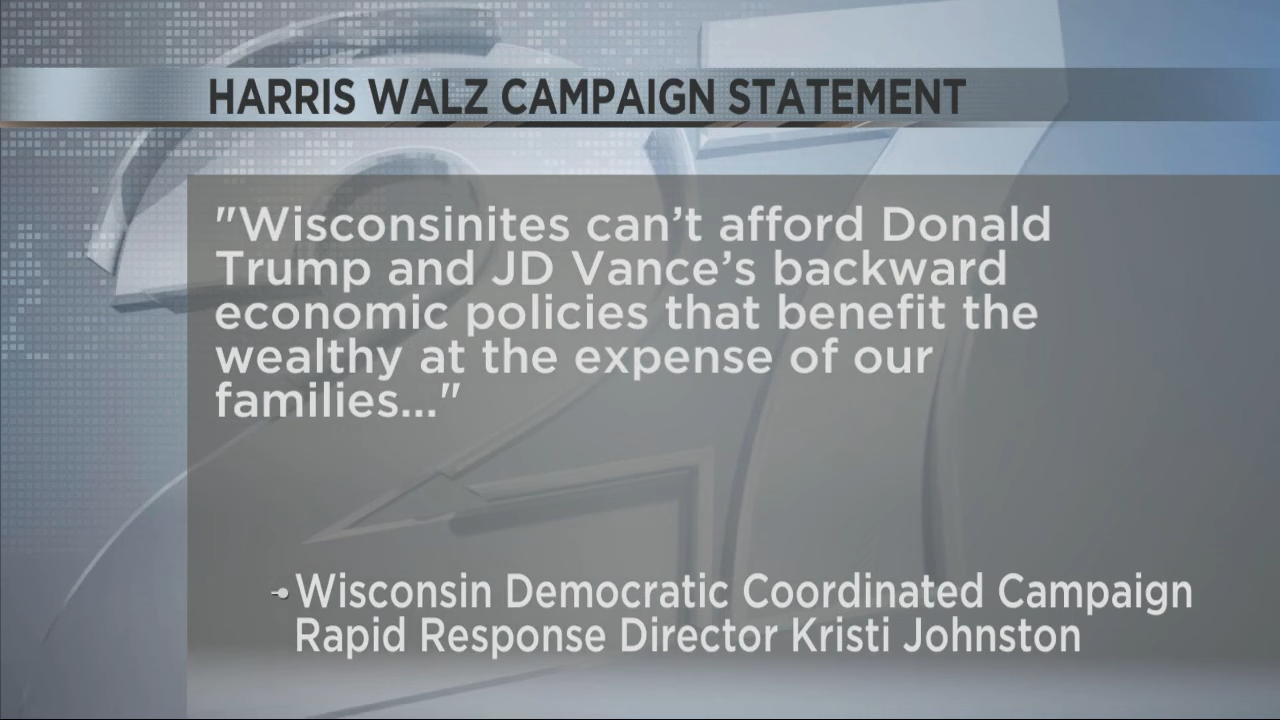 HARRIS WALZ CAMPAIGN STATEMENT
"Wisconsinites can’t afford Donald
Trump and JD Vance’s backward
economic policies that benefit the
wealthy at the expense of our
families..."
- Wisconsin Democratic Coordinated Campaign
Rapid Response Director Kristi Johnston
27